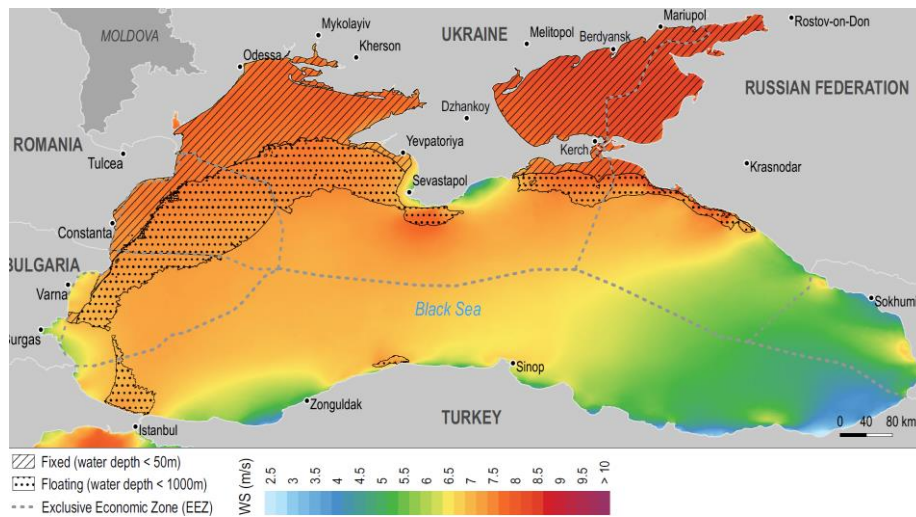 Mykolayiv
Mariupol
Rostov-on-Don
MOLDOVA
UKRAINE
Melitopol
Berdyansk
Kherson
Odessa
RUSSIAN FEDERATION
Dzhankoy
ROMANIA
Yevpatoriya
Kerch
Tulcea
Krasnodar
Sevastapol
Constanta
BULGARIA
Varna
Black Sea
Sokhumi
Burgas
Sinop
Zonguldak
TURKEY
Istanbul
0 40 80 km
Fixed (water depth < 50m)
Floating (water depth < 1000m)
Exclusive Economic Zone (EEZ)
WS (m/s)
2.5
3
3.5
4
4.5
5
5.5
6
6.5
7
7.5
8
8.5
9
9.5
> 10